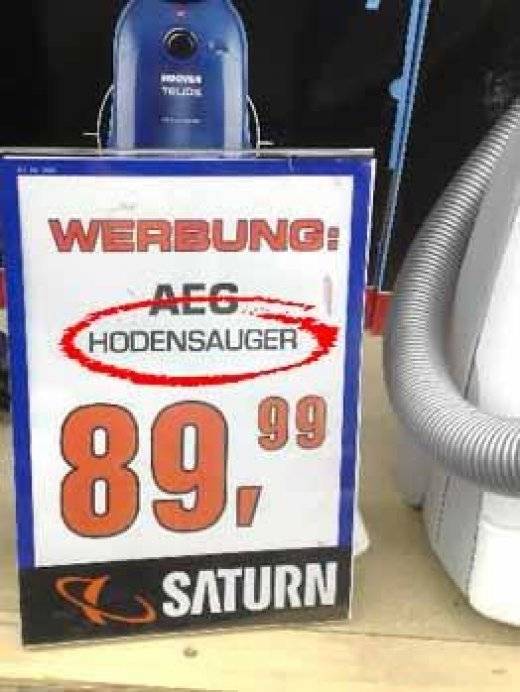 HOOVER
TELIOS
WERBUNG:
AEG
HODENSAUGER
89,99
SATURN